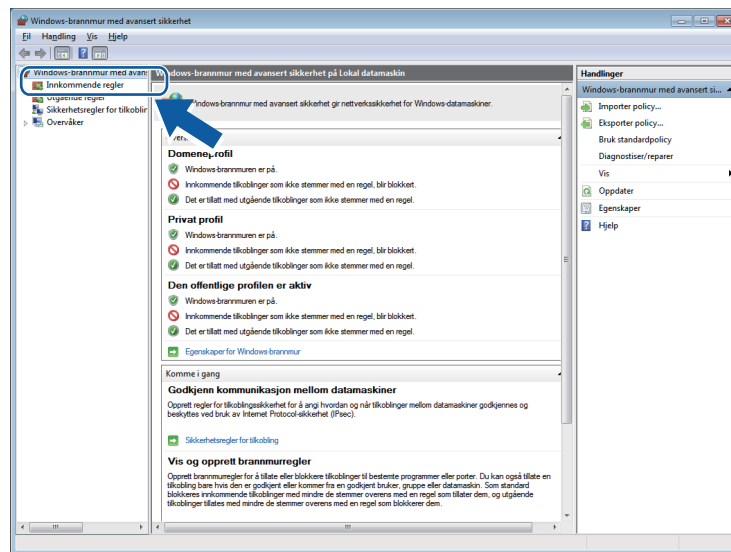 Windows-brannmur med avansert sikkerhet
Fil Handling Vis Hjelp
Windows-brannmur med avans
Innkommende regler
Utgående regler
Sikkerhetsregler for tilkoblin
Overvåker
Windows-brannmur med avansert sikkerhet på Lokal datamaskin
Windows-brannmur med avansert sikkerhet gir nettverkssikkerhet for Windows-datamaskiner.
Domeneprofil
Windows-brannmuren er på.
Innkommende tilkoblinger som ikke stemmer med en regel, blir blokkert.
Det er tillatt med utgående tilkoblinger som ikke stemmer med en regel.
Privat profil
Windows-brannmuren er på.
Innkommende tilkoblinger som ikke stemmer med en regel, blir blokkert.
Det er tillatt med utgående tilkoblinger som ikke stemmer med en regel.
Den offentlige profilen er aktiv
Windows-brannmuren er på.
Innkommende tilkoblinger som ikke stemmer med en regel, blir blokkert.
Det er tillatt med utgående tilkoblinger som ikke stemmer med en regel.
Egenskaper for Windows-brannmur
Komme i gang
Godkjenn kommunikasjon mellom datamaskiner
Opprett regler for tilkoblingssikkerhet for å angi hvordan og når tilkoblinger mellom datamaskiner godkjennes og
beskyttes ved bruk av Internet Protocol-sikkerhet (IPsec).
Sikkerhetsregler for tilkobling
Vis og opprett brannmurregler
Opprett brannmurregler for å tillate eller blokkere tilkoblinger til bestemte programmer eller porter. Du kan også tillate en
tilkobling bare hvis den er godkjent eller kommer fra en godkjent bruker, gruppe eller datamaskin. Som standard
blokkeres innkommende tilkoblinger med mindre de stemmer overens med en regel som tillater dem, og utgående
tilkoblinger tillates med mindre de stemmer overens med en regel som blokkerer dem.
Handlinger
Windows-brannmur med avansert si...
Importer policy...
Eksporter policy...
Bruk standardpolicy
Diagnostiser/reparer
Vis
Oppdater
Egenskaper
Hjelp